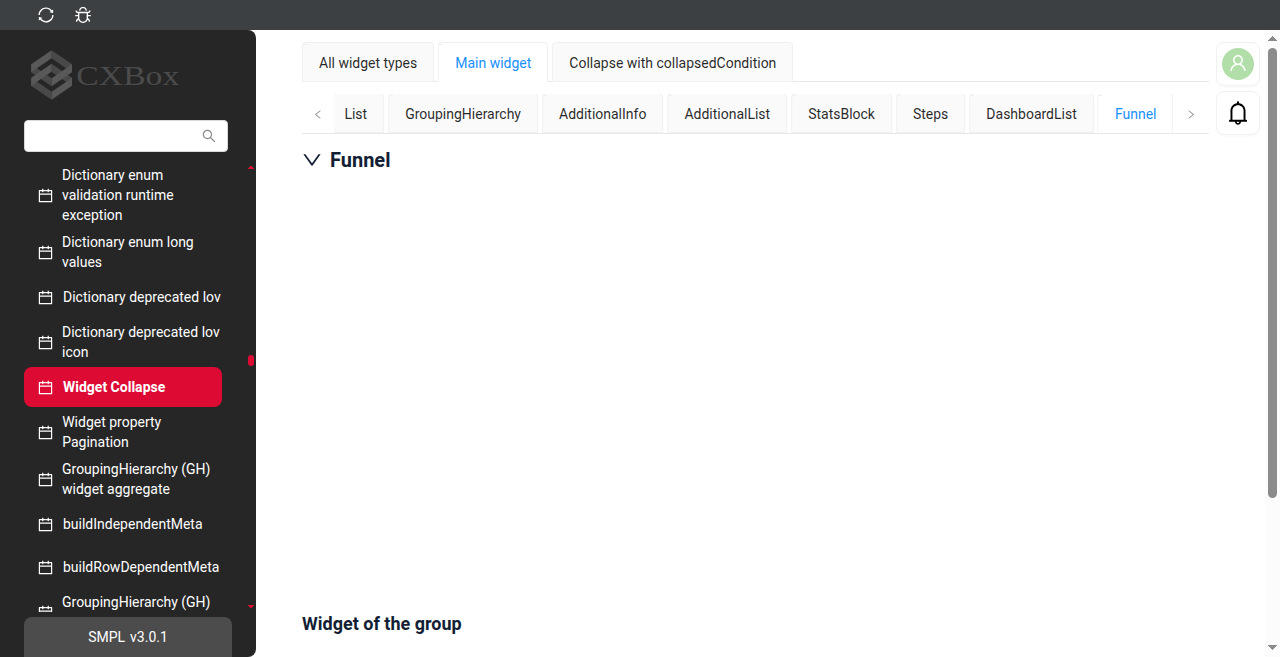 CXBox
Dictionary enum
validation runtime
exception
Dictionary enum long
values
Dictionary deprecated lov
Dictionary deprecated lov
icon
Widget Collapse
Widget property
Pagination
GroupingHierarchy (GH)
widget aggregate
buildIndependentMeta
buildRowDependentMeta
GroupingHierarchy (GH)
SMPL v3.0.1
All widget types
Main widget
Collapse with collapsedCondition
List
GroupingHierarchy
AdditionalInfo
AdditionalList
StatsBlock
Steps
DashboardList
Funnel
Funnel
Widget of the group